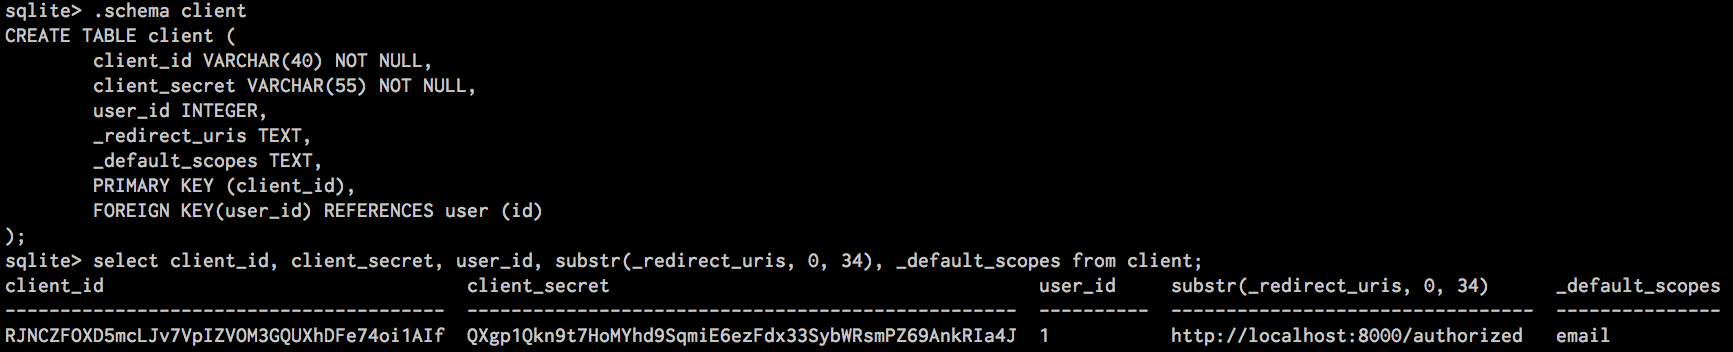 sqlite> .schema client
CREATE TABLE client (
        client_id VARCHAR(40) NOT NULL,
        client_secret VARCHAR(55) NOT NULL,
        user_id INTEGER,
        _redirect_uris TEXT,
        _default_scopes TEXT,
        PRIMARY KEY (client_id),
        FOREIGN KEY(user_id) REFERENCES user (id)
);
sqlite> select client_id, client_secret, user_id, substr(_redirect_uris, 0, 34), _default_scopes from client;
client_id                                 client_secret                                       user_id     substr(_redirect_uris, 0, 34)      _default_scopes
----------------------------------------  --------------------------------------------------  ----------  ---------------------------------  ---------------
RJNCZFOXD5mcLJv7VpIZVOM3GQUXhDFe74oi1AIf  QXgp1Qkn9t7HoMYhd9SqmiE6ezFdx33SybWRsmPZ69AnkRIa4J  1           http://localhost:8000/authorized   email